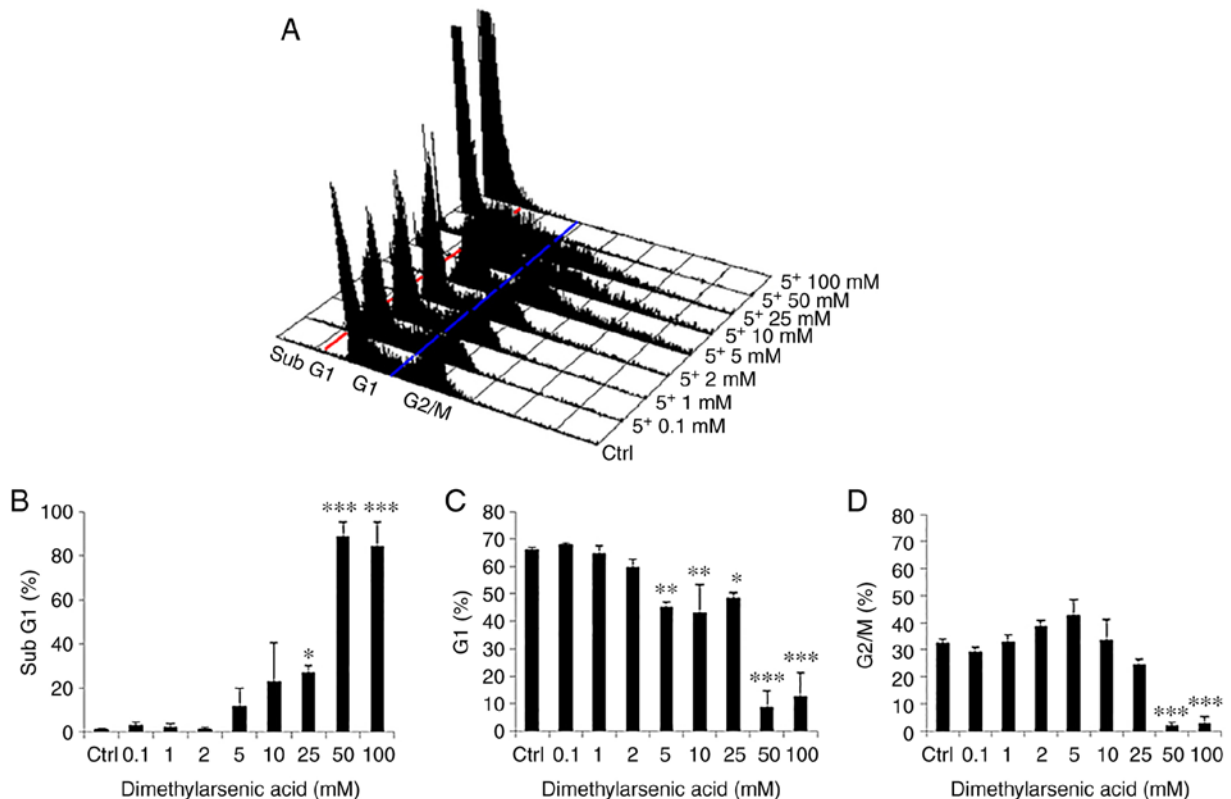 A
5+ 100 mM
5+ 50 mM
5+ 25 mM
5+ 10 mM
5+ 5 mM
5+ 2 mM
5+ 1 mM
5+ 0.1 mM
Ctrl
Sub G1
G1
G2/M
B
Sub G1 (%)
100
80
60
40
20
0
*
***
***
Ctrl 0.1 1 2 5 10 25 50 100
Dimethylarsenic acid (mM)
C
G1 (%)
80
70
60
50
40
30
20
10
0
**
**
*
***
***
Ctrl 0.1 1 2 5 10 25 50 100
Dimethylarsenic acid (mM)
D
G2/M (%)
80
70
60
50
40
30
20
10
0
***
***
Ctrl 0.1 1 2 5 10 25 50 100
Dimethylarsenic acid (mM)